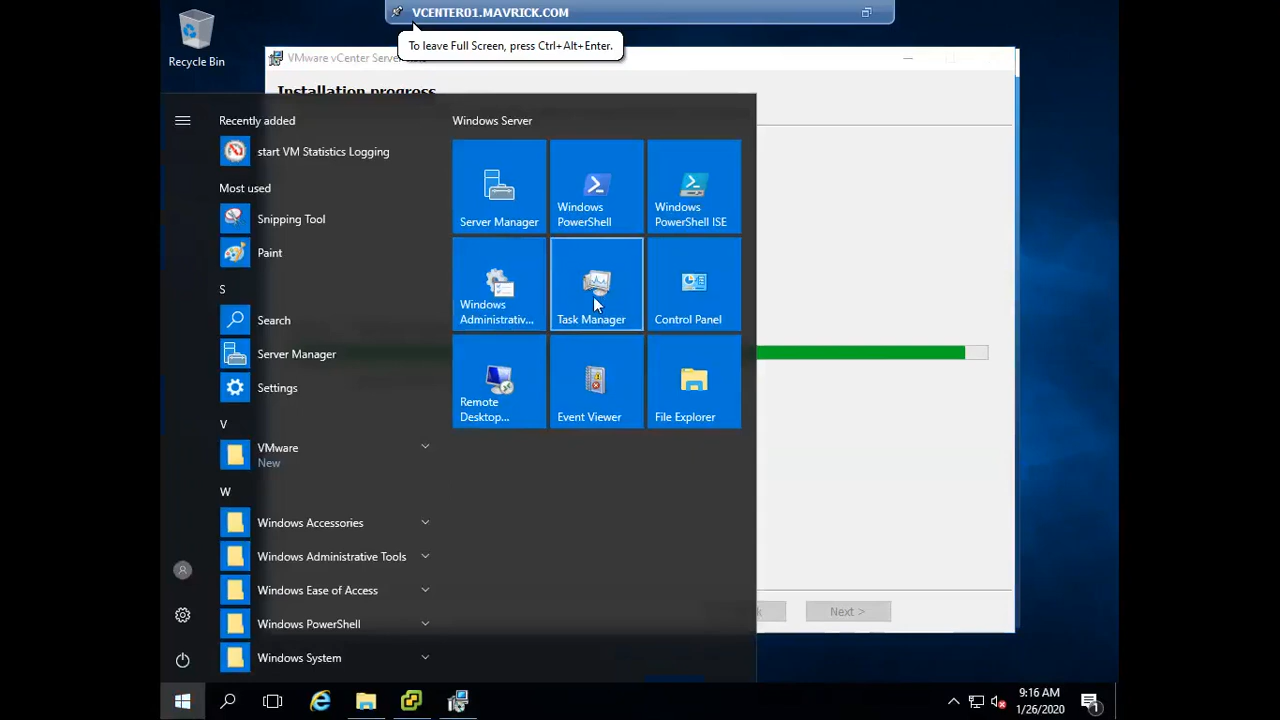 VCENTER01.MAVRICK.COM
To leave Full Screen, press Ctrl+Alt+Enter.
Recycle Bin
VMware vCenter Server
Installation progress
Recently added
start VM Statistics Logging
Most used
Snipping Tool
Paint
S
Search
Server Manager
Settings
V
VMware
New
W
Windows Accessories
Windows Administrative Tools
Windows Ease of Access
Windows PowerShell
Windows System
Windows Server
Server Manager
Windows
PowerShell
Windows
PowerShell ISE
Windows
Administrativ...
Task Manager
Control Panel
Remote
Desktop...
Event Viewer
File Explorer
k
Next >
9:16 AM
1/26/2020
1